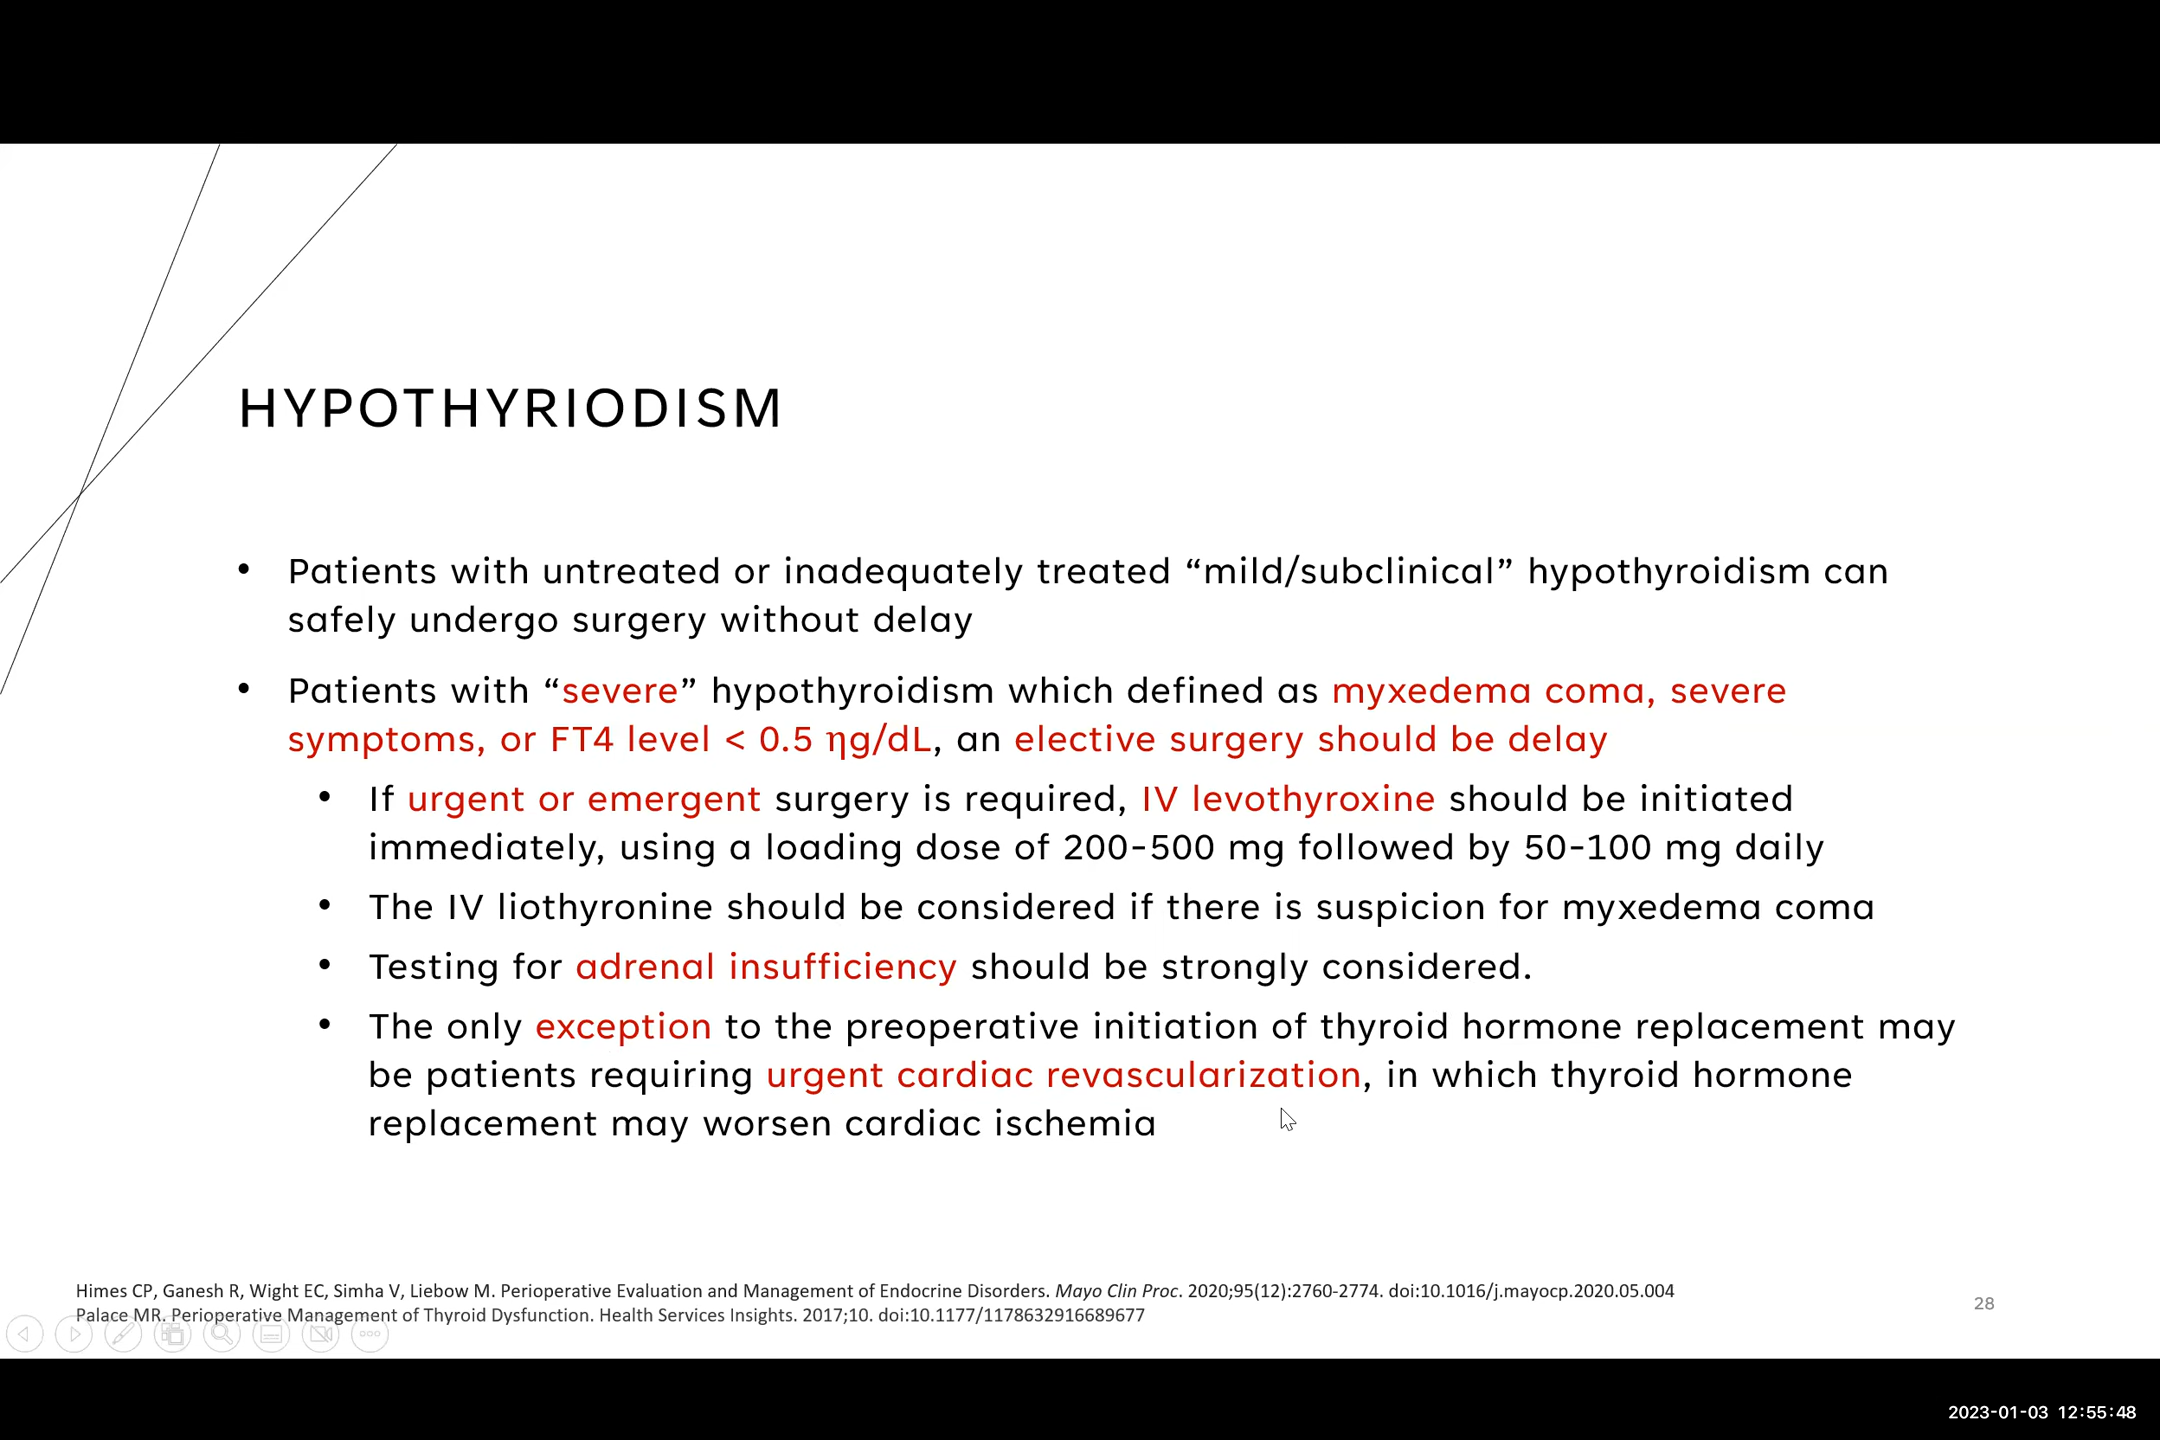 HYPOTHYRIODISM
• Patients with untreated or inadequately treated “mild/subclinical” hypothyroidism can
safely undergo surgery without delay
• Patients with “severe” hypothyroidism which defined as myxedema coma, severe
symptoms, or FT4 level < 0.5 ηg/dL, an elective surgery should be delay
• If urgent or emergent surgery is required, IV levothyroxine should be initiated
immediately, using a loading dose of 200-500 mg followed by 50-100 mg daily
• The IV liothyronine should be considered if there is suspicion for myxedema coma
• Testing for adrenal insufficiency should be strongly considered.
• The only exception to the preoperative initiation of thyroid hormone replacement may
be patients requiring urgent cardiac revascularization, in which thyroid hormone
replacement may worsen cardiac ischemia
Himes CP, Ganesh R, Wight EC, Simha V, Liebow M. Perioperative Evaluation and Management of Endocrine Disorders. Mayo Clin Proc. 2020;95(12):2760-2774. doi:10.1016/j.mayocp.2020.05.004
Palace MR. Perioperative Management of Thyroid Dysfunction. Health Services Insights. 2017;10. doi:10.1177/1178632916689677
28
2023-01-03 12:55:48